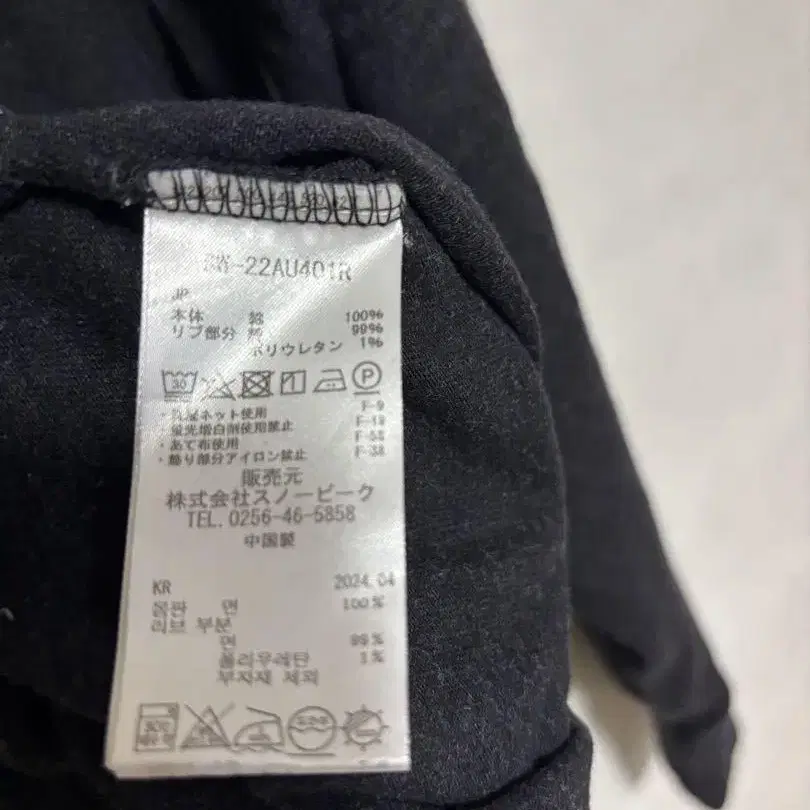 SW-22AU401R
JP
本体 綿 100%
リブ部分 綿 99%
ポリウレタン 1%
30
・洗濯ネット使用 F-9
・蛍光増白剤使用禁止 F-19
・あて布使用 F-58
・飾り部分アイロン禁止 F-38
販売元
株式会社スノーピーク
TEL.0256-46-5858
中国製
KR 2024.04
몸판 면 100%
리브 부분
면 99%
폴리우레탄 1%
부자재 제외